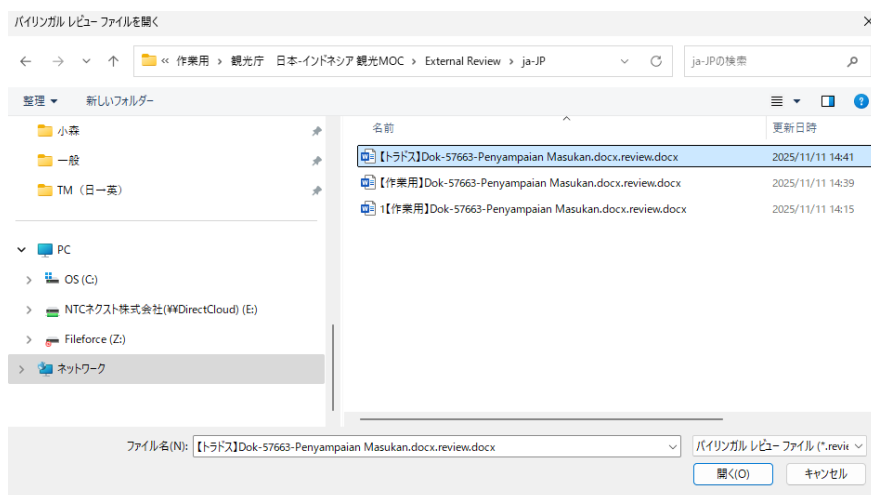 バイリンガル レビュー ファイルを開く
« 作業用 › 観光庁　日本-インドネシア 観光MOC › External Review › ja-JP
ja-JPの検索
整理 新しいフォルダー
小森
一般
TM（日→英）
PC
OS (C:)
NTCネクスト株式会社(¥¥DirectCloud) (E:)
Fileforce (Z:)
ネットワーク
名前 更新日時
【トラドス】Dok-57663-Penyampaian Masukan.docx.review.docx 2025/11/11 14:41
【作業用】Dok-57663-Penyampaian Masukan.docx.review.docx 2025/11/11 14:39
1【作業用】Dok-57663-Penyampaian Masukan.docx.review.docx 2025/11/11 14:15
ファイル名(N): 【トラドス】Dok-57663-Penyampaian Masukan.docx.review.docx
バイリンガル レビュー ファイル (*.revie
開く(O) キャンセル